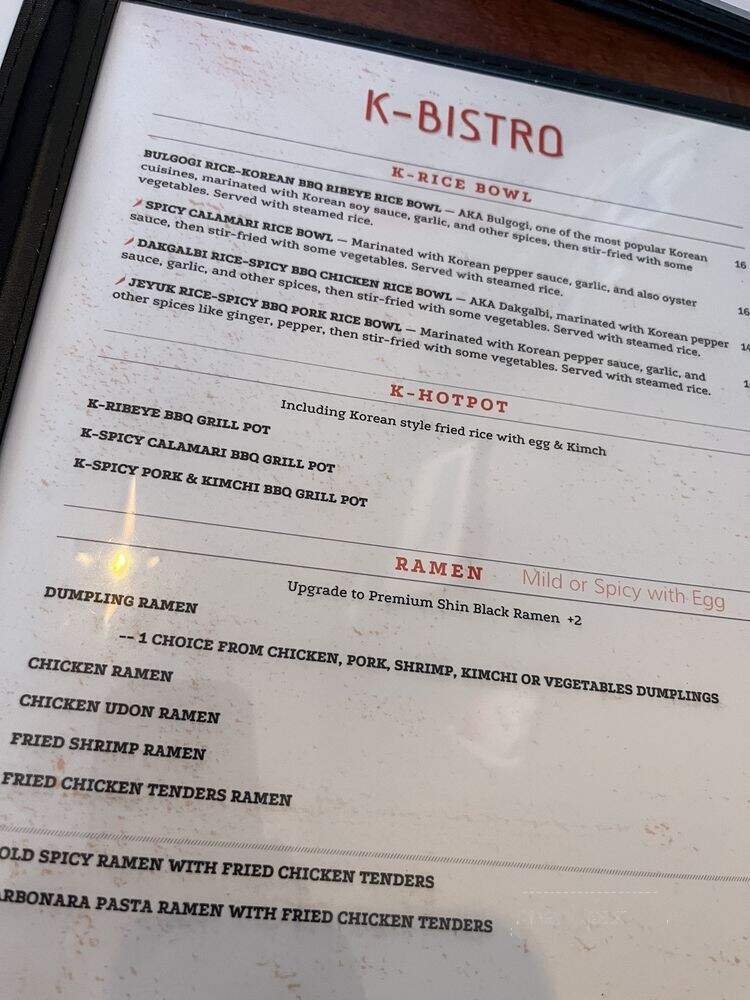 K-BISTRO
K-RICE BOWL
BULGOGI RICE-KOREAN BBQ RIBEYE RICE BOWL — AKA Bulgogi, one of the most popular Korean
cuisines, marinated with Korean soy sauce, garlic, and other spices, then stir-fried with some
vegetables. Served with steamed rice.
16
SPICY CALAMARI RICE BOWL — Marinated with Korean pepper sauce, garlic, and also oyster
sauce, then stir-fried with some vegetables. Served with steamed rice.
16
DAKGALBI RICE-SPICY BBQ CHICKEN RICE BOWL — AKA Dakgalbi, marinated with Korean pepper
sauce, garlic, and other spices, then stir-fried with some vegetables. Served with steamed rice.
JEYUK RICE-SPICY BBQ PORK RICE BOWL — Marinated with Korean pepper sauce, garlic, and
other spices like ginger, pepper, then stir-fried with some vegetables. Served with steamed rice.
K-HOTPOT
Including Korean style fried rice with egg & Kimch
K-RIBEYE BBQ GRILL POT
K-SPICY CALAMARI BBQ GRILL POT
K-SPICY PORK & KIMCHI BBQ GRILL POT
RAMEN Mild or Spicy with Egg
Upgrade to Premium Shin Black Ramen +2
DUMPLING RAMEN
-- 1 CHOICE FROM CHICKEN, PORK, SHRIMP, KIMCHI OR VEGETABLES DUMPLINGS
CHICKEN RAMEN
CHICKEN UDON RAMEN
FRIED SHRIMP RAMEN
FRIED CHICKEN TENDERS RAMEN
OLD SPICY RAMEN WITH FRIED CHICKEN TENDERS
ARBONARA PASTA RAMEN WITH FRIED CHICKEN TENDERS